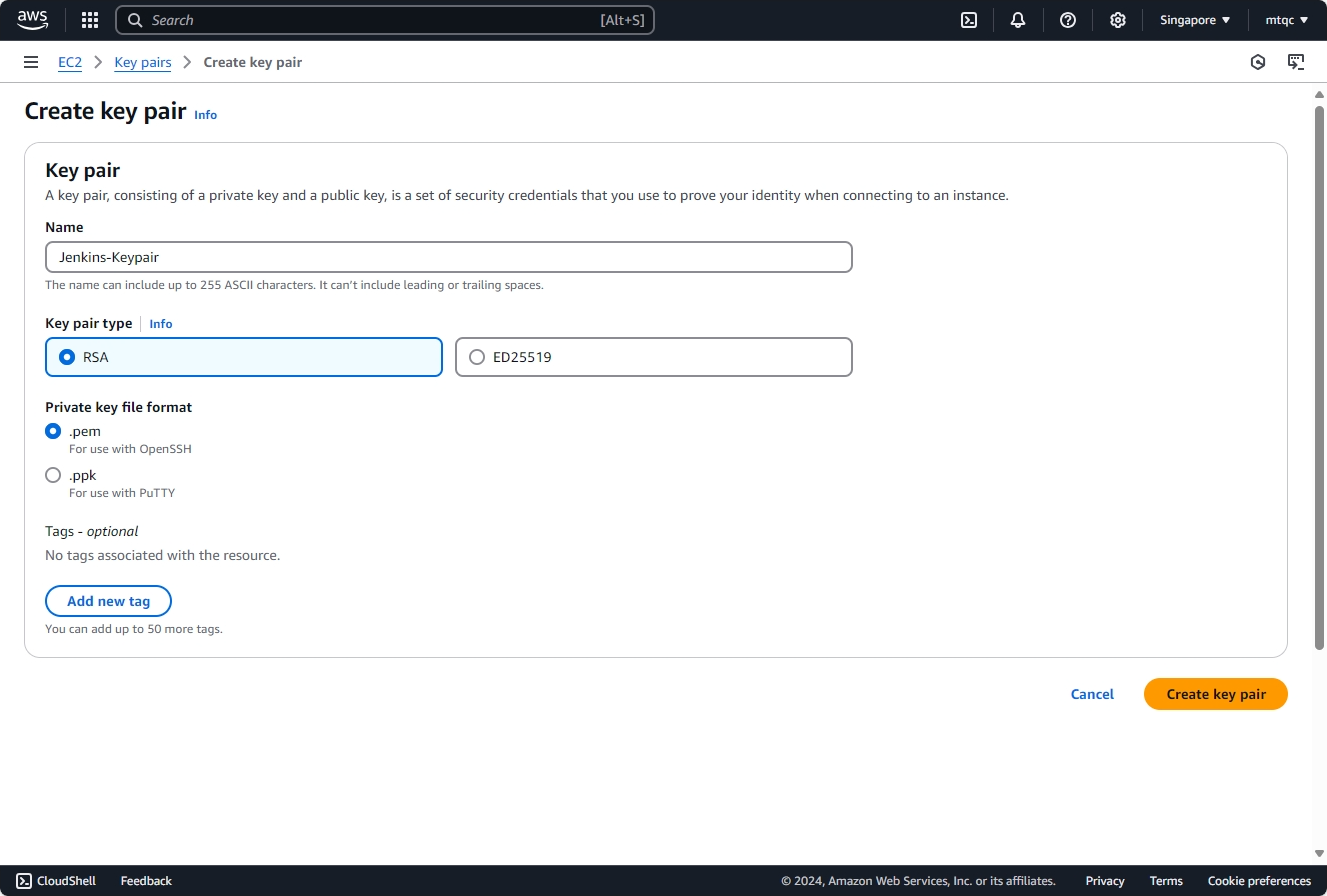 aws
Search [Alt+S]
Singapore
mtqc
EC2 Key pairs Create key pair
Create key pair Info
Key pair
A key pair, consisting of a private key and a public key, is a set of security credentials that you use to prove your identity when connecting to an instance.
Name
Jenkins-Keypair
The name can include up to 255 ASCII characters. It can't include leading or trailing spaces.
Key pair type Info
RSA
ED25519
Private key file format
.pem
For use with OpenSSH
.ppk
For use with PuTTY
Tags - optional
No tags associated with the resource.
Add new tag
You can add up to 50 more tags.
Cancel
Create key pair
CloudShell
Feedback
© 2024, Amazon Web Services, Inc. or its affiliates.
Privacy
Terms
Cookie preferences